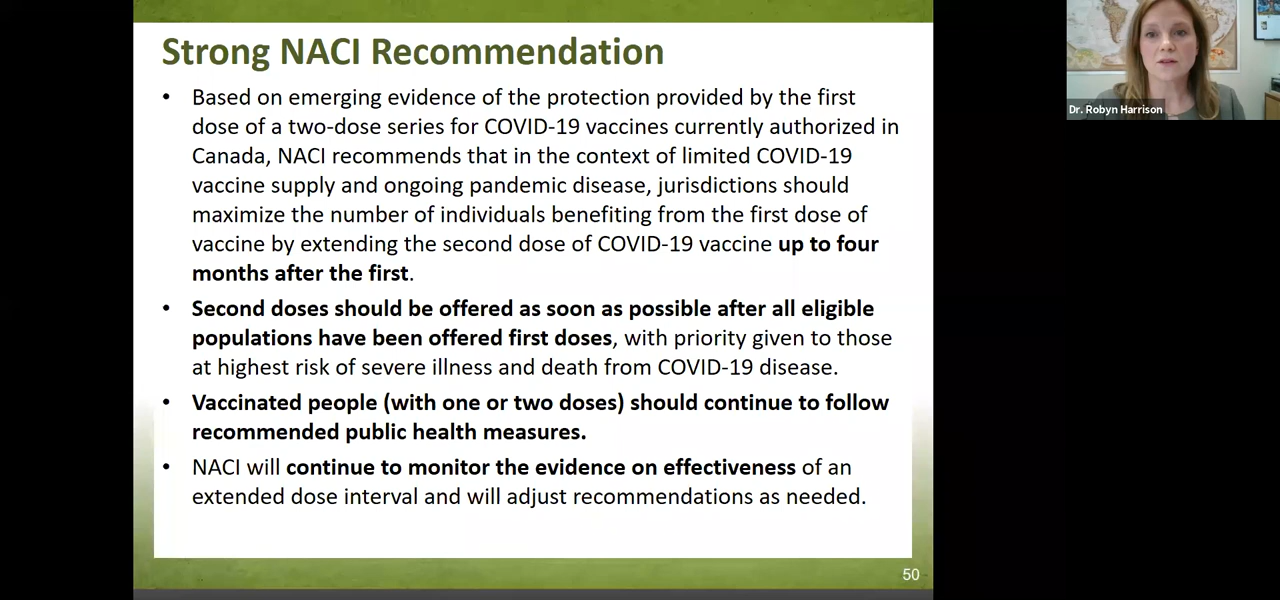 Strong NACI Recommendation
• Based on emerging evidence of the protection provided by the first
dose of a two-dose series for COVID-19 vaccines currently authorized in
Canada, NACI recommends that in the context of limited COVID-19
vaccine supply and ongoing pandemic disease, jurisdictions should
maximize the number of individuals benefiting from the first dose of
vaccine by extending the second dose of COVID-19 vaccine up to four
months after the first.
• Second doses should be offered as soon as possible after all eligible
populations have been offered first doses, with priority given to those
at highest risk of severe illness and death from COVID-19 disease.
• Vaccinated people (with one or two doses) should continue to follow
recommended public health measures.
• NACI will continue to monitor the evidence on effectiveness of an
extended dose interval and will adjust recommendations as needed.
50
Dr. Robyn Harrison